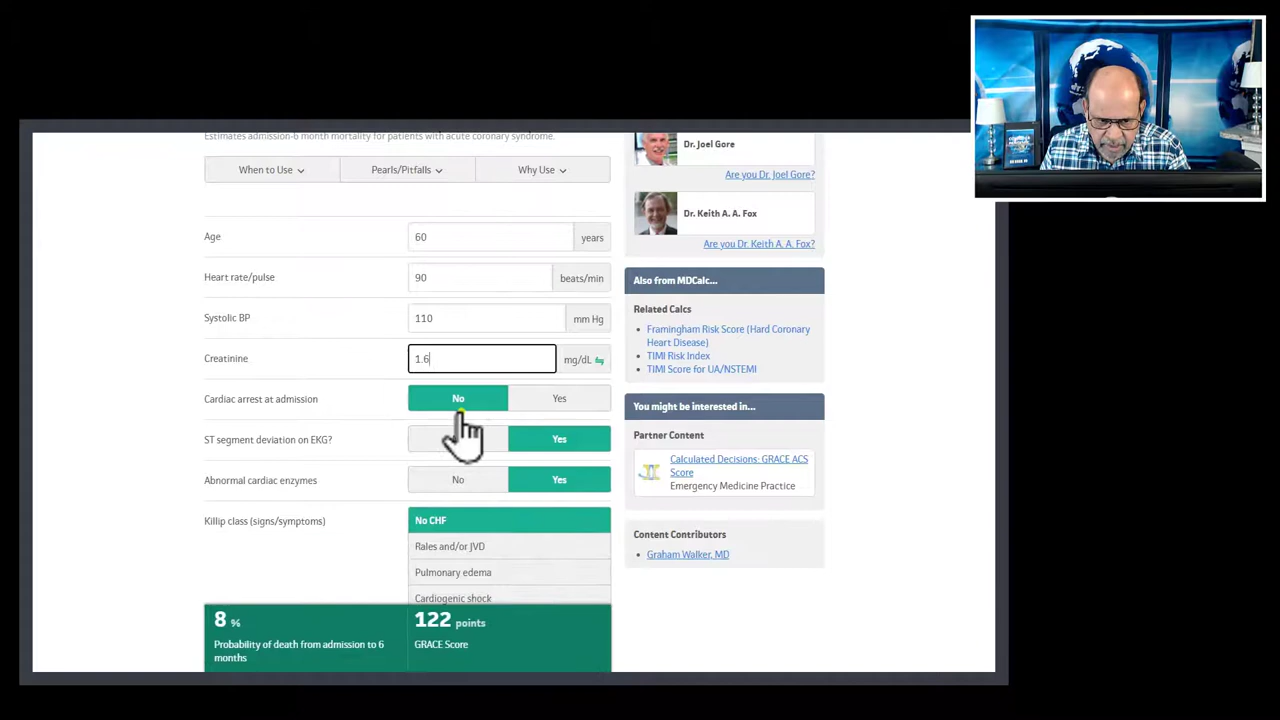 Estimates admission-6 month mortality for patients with acute coronary syndrome.
When to Use
Pearls/Pitfalls
Why Use
Age
60
years
Heart rate/pulse
90
beats/min
Systolic BP
110
mm Hg
Creatinine
1.6
mg/dL
Cardiac arrest at admission
No
Yes
ST segment deviation on EKG?
Yes
Abnormal cardiac enzymes
No
Yes
Killip class (signs/symptoms)
No CHF
Rales and/or JVD
Pulmonary edema
Cardiogenic shock
8 %
Probability of death from admission to 6
months
122 points
GRACE Score
Dr. Joel Gore
Are you Dr. Joel Gore?
Dr. Keith A. A. Fox
Are you Dr. Keith A. A. Fox?
Also from MDCalc...
Related Calcs
Framingham Risk Score (Hard Coronary
Heart Disease)
TIMI Risk Index
TIMI Score for UA/NSTEMI
You might be interested in...
Partner Content
Calculated Decisions: GRACE ACS
Score
Emergency Medicine Practice
Content Contributors
Graham Walker, MD